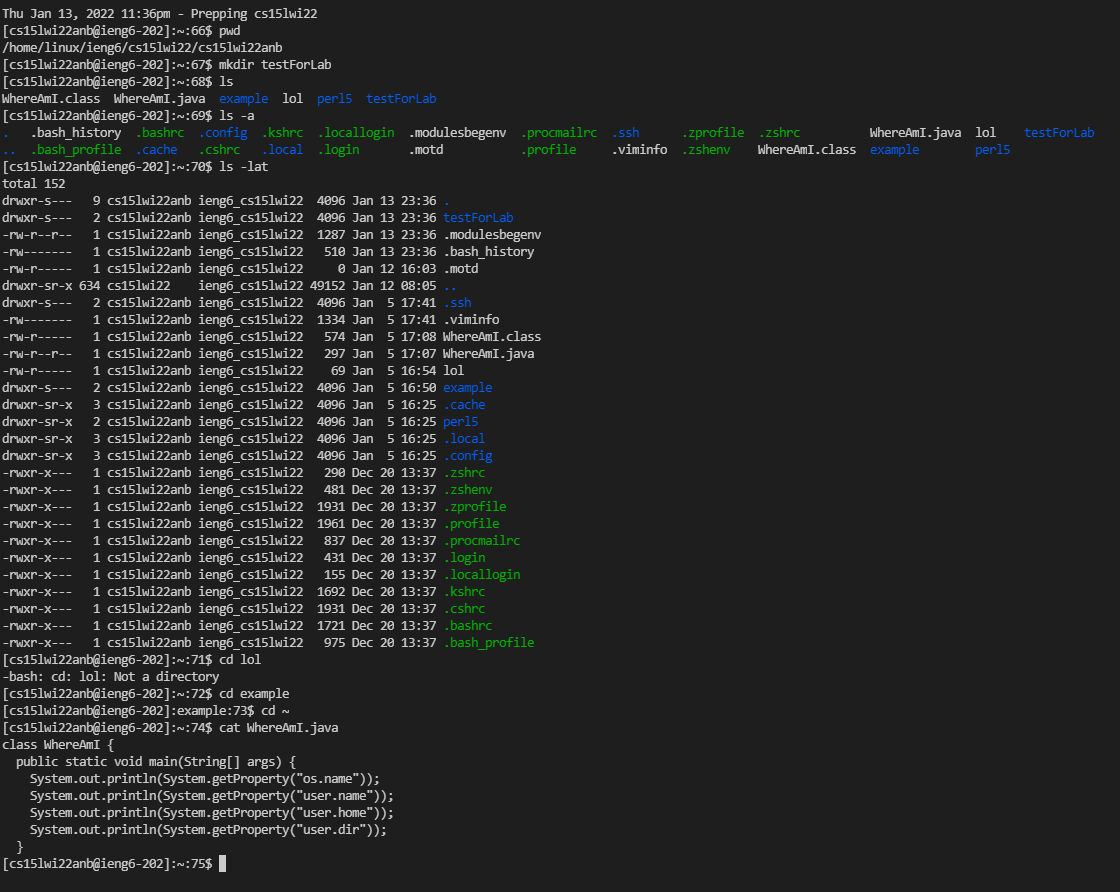 Thu Jan 13, 2022 11:36pm - Prepping cs15lwi22
[cs15lwi22anb@ieng6-202]:~:66$ pwd
/home/linux/ieng6/cs15lwi22/cs15lwi22anb
[cs15lwi22anb@ieng6-202]:~:67$ mkdir testForLab
[cs15lwi22anb@ieng6-202]:~:68$ ls
WhereAmI.class  WhereAmI.java  example  lol  perl5  testForLab
[cs15lwi22anb@ieng6-202]:~:69$ ls -a
.   .bash_history  .bashrc  .config  .kshrc  .locallogin  .modulesbegenv  .procmailrc  .ssh      .zprofile  .zshrc          WhereAmI.java  lol    testForLab
..  .bash_profile  .cache   .cshrc   .local  .login       .motd           .profile     .viminfo  .zshenv    WhereAmI.class  example        perl5
[cs15lwi22anb@ieng6-202]:~:70$ ls -lat
total 152
drwxr-s---   9 cs15lwi22anb ieng6_cs15lwi22  4096 Jan 13 23:36 .
drwxr-s---   2 cs15lwi22anb ieng6_cs15lwi22  4096 Jan 13 23:36 testForLab
-rw-r--r--   1 cs15lwi22anb ieng6_cs15lwi22  1287 Jan 13 23:36 .modulesbegenv
-rw-------   1 cs15lwi22anb ieng6_cs15lwi22   510 Jan 13 23:36 .bash_history
-rw-r-----   1 cs15lwi22anb ieng6_cs15lwi22     0 Jan 12 16:03 .motd
drwxr-sr-x 634 cs15lwi22    ieng6_cs15lwi22 49152 Jan 12 08:05 ..
drwxr-s---   2 cs15lwi22anb ieng6_cs15lwi22  4096 Jan  5 17:41 .ssh
-rw-------   1 cs15lwi22anb ieng6_cs15lwi22  1334 Jan  5 17:41 .viminfo
-rw-r-----   1 cs15lwi22anb ieng6_cs15lwi22   574 Jan  5 17:08 WhereAmI.class
-rw-r--r--   1 cs15lwi22anb ieng6_cs15lwi22   297 Jan  5 17:07 WhereAmI.java
-rw-r-----   1 cs15lwi22anb ieng6_cs15lwi22    69 Jan  5 16:54 lol
drwxr-s---   2 cs15lwi22anb ieng6_cs15lwi22  4096 Jan  5 16:50 example
drwxr-sr-x   3 cs15lwi22anb ieng6_cs15lwi22  4096 Jan  5 16:25 .cache
drwxr-sr-x   2 cs15lwi22anb ieng6_cs15lwi22  4096 Jan  5 16:25 perl5
drwxr-sr-x   3 cs15lwi22anb ieng6_cs15lwi22  4096 Jan  5 16:25 .local
drwxr-sr-x   3 cs15lwi22anb ieng6_cs15lwi22  4096 Jan  5 16:25 .config
-rwxr-x---   1 cs15lwi22anb ieng6_cs15lwi22   290 Dec 20 13:37 .zshrc
-rwxr-x---   1 cs15lwi22anb ieng6_cs15lwi22   481 Dec 20 13:37 .zshenv
-rwxr-x---   1 cs15lwi22anb ieng6_cs15lwi22  1931 Dec 20 13:37 .zprofile
-rwxr-x---   1 cs15lwi22anb ieng6_cs15lwi22  1961 Dec 20 13:37 .profile
-rwxr-x---   1 cs15lwi22anb ieng6_cs15lwi22   837 Dec 20 13:37 .procmailrc
-rwxr-x---   1 cs15lwi22anb ieng6_cs15lwi22   431 Dec 20 13:37 .login
-rwxr-x---   1 cs15lwi22anb ieng6_cs15lwi22   155 Dec 20 13:37 .locallogin
-rwxr-x---   1 cs15lwi22anb ieng6_cs15lwi22  1692 Dec 20 13:37 .kshrc
-rwxr-x---   1 cs15lwi22anb ieng6_cs15lwi22  1931 Dec 20 13:37 .cshrc
-rwxr-x---   1 cs15lwi22anb ieng6_cs15lwi22  1721 Dec 20 13:37 .bashrc
-rwxr-x---   1 cs15lwi22anb ieng6_cs15lwi22   975 Dec 20 13:37 .bash_profile
[cs15lwi22anb@ieng6-202]:~:71$ cd lol
-bash: cd: lol: Not a directory
[cs15lwi22anb@ieng6-202]:~:72$ cd example
[cs15lwi22anb@ieng6-202]:example:73$ cd ~
[cs15lwi22anb@ieng6-202]:~:74$ cat WhereAmI.java
class WhereAmI {
  public static void main(String[] args) {
    System.out.println(System.getProperty("os.name"));
    System.out.println(System.getProperty("user.name"));
    System.out.println(System.getProperty("user.home"));
    System.out.println(System.getProperty("user.dir"));
  }
[cs15lwi22anb@ieng6-202]:~:75$